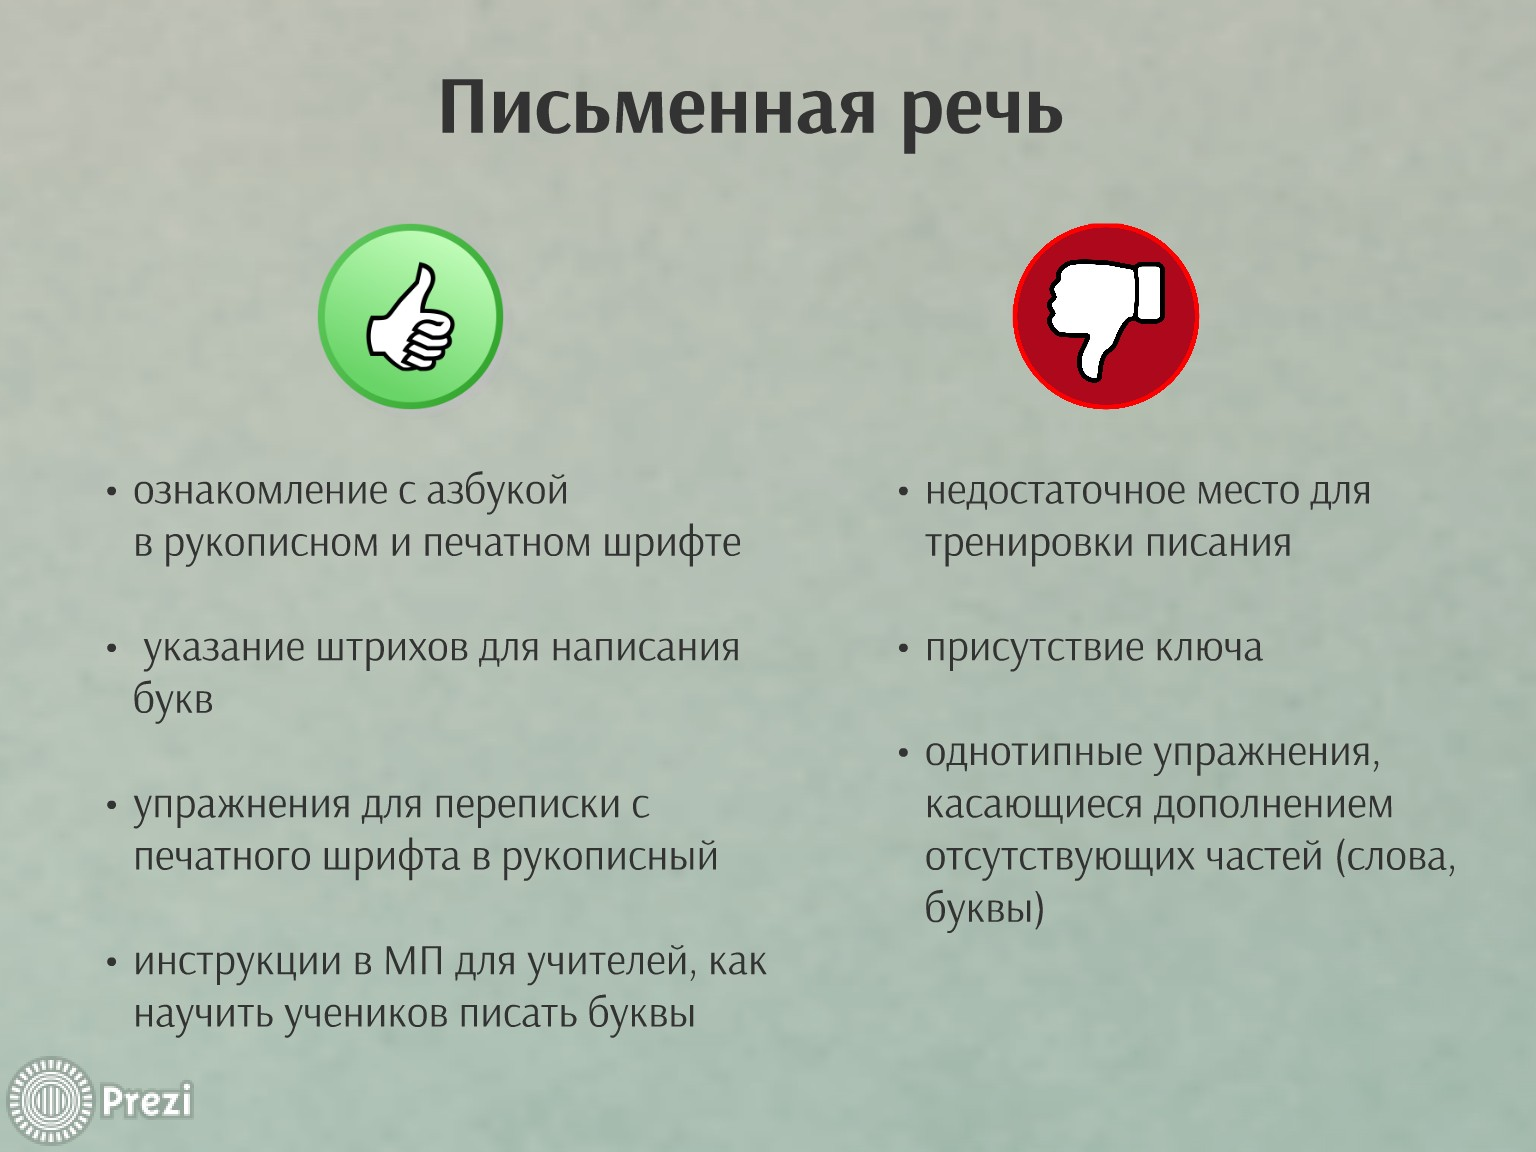 Письменная речь
• ознакомление с азбукой
в рукописном и печатном шрифте
• указание штрихов для написания
букв
• упражнения для переписки с
печатного шрифта в рукописный
• инструкции в МП для учителей, как
научить учеников писать буквы
• недостаточное место для
тренировки писания
• присутствие ключа
• однотипные упражнения,
касающиеся дополнением
отсутствующих частей (слова,
буквы)
Prezi